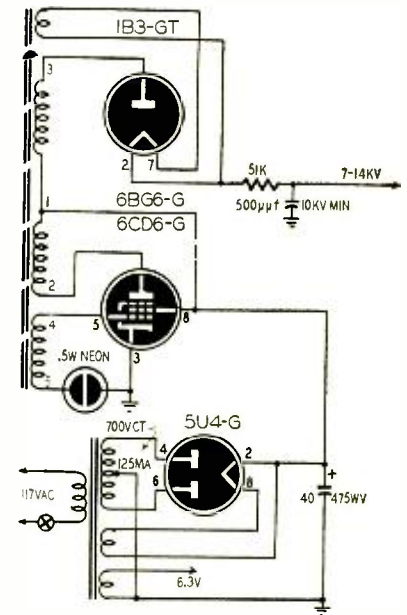 1B3-GT
3
2
7
51K
7-14KV
500µµf
10KV MIN
1
6BG6-G
6CD6-G
2
4
5
8
3
.5W NEON
700VCT
5U4-G
4
2
125MA
6
8
117VAC
+
40
475WV
6.3V